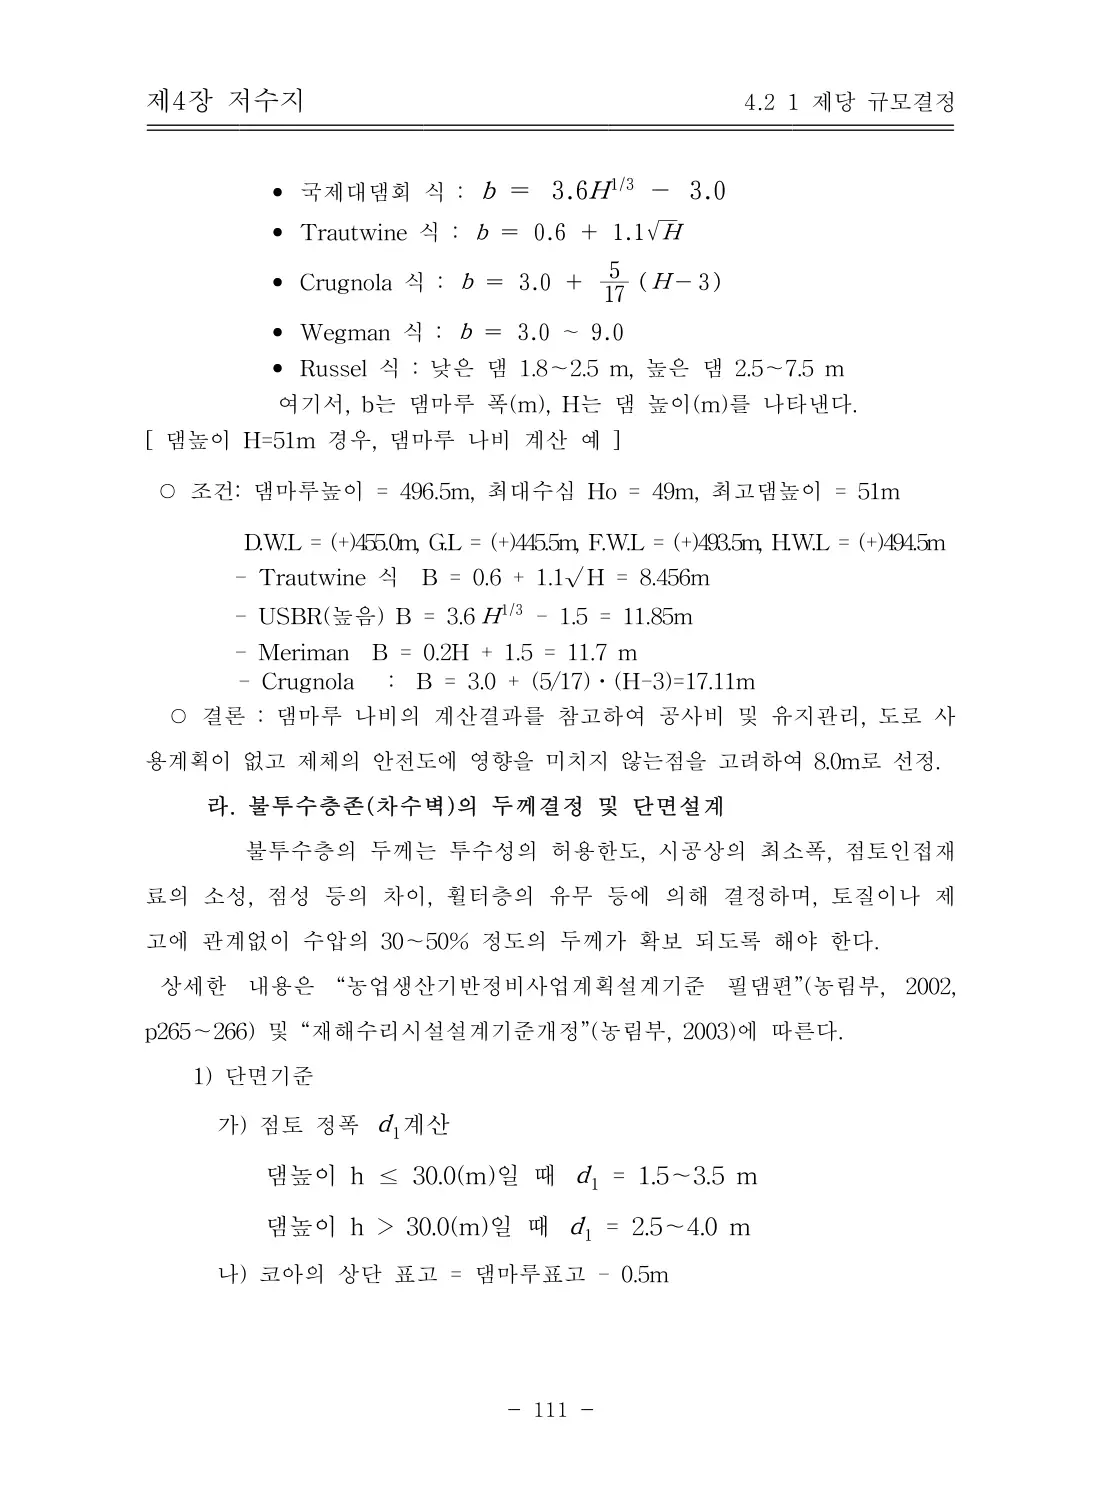 제4장 저수지
4.2 1 제당 규모결정
• 국제대댐회 식 : b = 3.6H^{1/3} - 3.0
• Trautwine 식 : b = 0.6 + 1.1√H
• Crugnola 식 : b = 3.0 + 5/17 (H-3)
• Wegman 식 : b = 3.0 ~ 9.0
• Russel 식 : 낮은 댐 1.8~2.5 m, 높은 댐 2.5~7.5 m
여기서, b는 댐마루 폭(m), H는 댐 높이(m)를 나타낸다.
[ 댐높이 H=51m 경우, 댐마루 나비 계산 예 ]
○ 조건: 댐마루높이 = 496.5m, 최대수심 Ho = 49m, 최고댐높이 = 51m
D.W.L = (+)455.0m, G.L = (+)445.5m, F.W.L = (+)493.5m, H.W.L = (+)494.5m
- Trautwine 식 B = 0.6 + 1.1√H = 8.456m
- USBR(높음) B = 3.6 H^{1/3} - 1.5 = 11.85m
- Meriman B = 0.2H + 1.5 = 11.7 m
- Crugnola : B = 3.0 + (5/17)·(H-3)=17.11m
○ 결론 : 댐마루 나비의 계산결과를 참고하여 공사비 및 유지관리, 도로 사
용계획이 없고 제체의 안전도에 영향을 미치지 않는점을 고려하여 8.0m로 선정.
라. 불투수층존(차수벽)의 두께결정 및 단면설계
불투수층의 두께는 투수성의 허용한도, 시공상의 최소폭, 점토인접재
료의 소성, 점성 등의 차이, 휠터층의 유무 등에 의해 결정하며, 토질이나 제
고에 관계없이 수압의 30~50% 정도의 두께가 확보 되도록 해야 한다.
상세한 내용은 “농업생산기반정비사업계획설계기준 필댐편”(농림부, 2002,
p265~266) 및 “재해수리시설설계기준개정”(농림부, 2003)에 따른다.
1) 단면기준
가) 점토 정폭 d₁계산
댐높이 h ≤ 30.0(m)일 때 d₁ = 1.5~3.5 m
댐높이 h > 30.0(m)일 때 d₁ = 2.5~4.0 m
나) 코아의 상단 표고 = 댐마루표고 - 0.5m
- 111 -